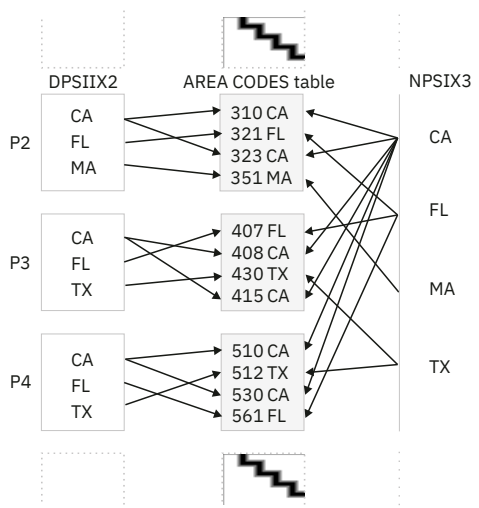 DPSIIX2 AREA CODES table NPSIX3
P2
CA
FL
MA
310 CA
321 FL
323 CA
351 MA
P3
CA
FL
TX
407 FL
408 CA
430 TX
415 CA
P4
CA
FL
TX
510 CA
512 TX
530 CA
561 FL
CA
FL
MA
TX